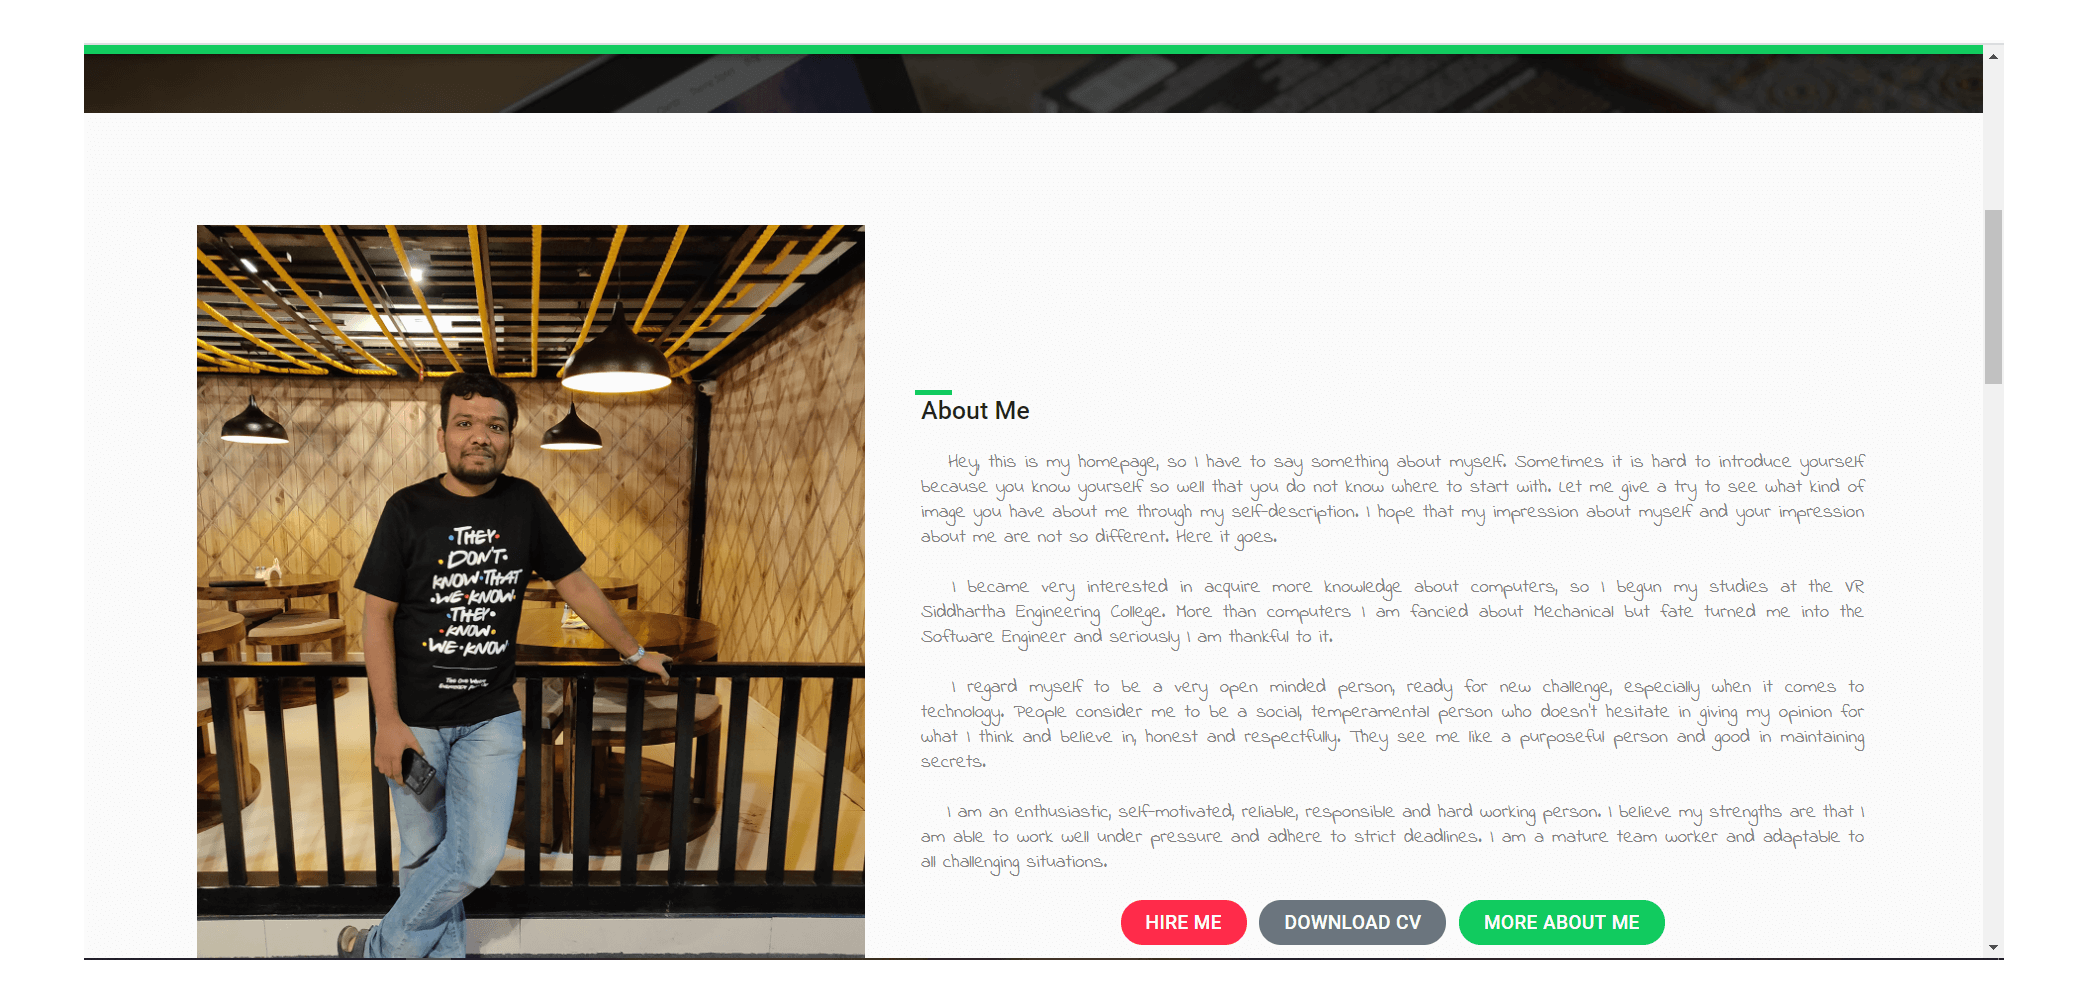 THEY
DON'T
KNOW THAT
WE KNOW
THEY
KNOW
WE KNOW
About Me
Hey, this is my homepage, so I have to say something about myself. Sometimes it is hard to introduce yourself
because you know yourself so well that you do not know where to start with. Let me give a try to see what kind of
image you have about me through my self-description. I hope that my impression about myself and your impression
about me are not so different. Here it goes.
I became very interested in acquire more knowledge about computers, so I begun my studies at the VR
Siddhartha Engineering College. More than computers I am fancied about Mechanical but fate turned me into the
Software Engineer and seriously I am thankful to it.
I regard myself to be a very open minded person, ready for new challenge, especially when it comes to
technology. People consider me to be a social, temperamental person who doesn't hesitate in giving my opinion for
what I think and believe in, honest and respectfully. They see me like a purposeful person and good in maintaining
secrets.
I am an enthusiastic, self-motivated, reliable, responsible and hard working person. I believe my strengths are that I
am able to work well under pressure and adhere to strict deadlines. I am a mature team worker and adaptable to
all challenging situations.
HIRE ME
DOWNLOAD CV
MORE ABOUT ME